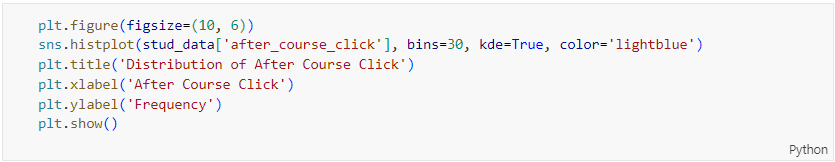 plt.figure(figsize=(10, 6))
sns.histplot(stud_data['after_course_click'], bins=30, kde=True, color='lightblue')
plt.title('Distribution of After Course Click')
plt.xlabel('After Course Click')
plt.ylabel('Frequency')
plt.show()
Python